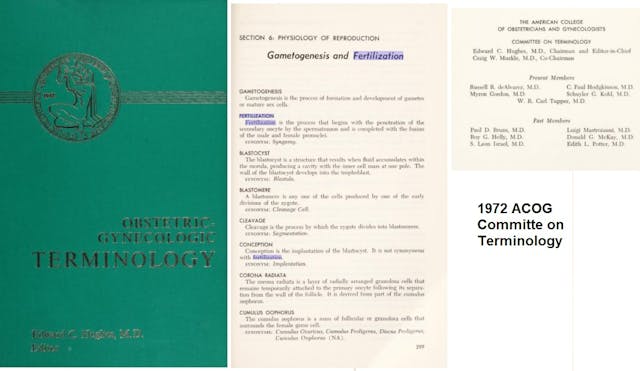 1947
OBSTETRIC-
GYNECOLOGIC
TERMINOLOGY
Edward C. Hughes, M.D.
Editor
SECTION 6: PHYSIOLOGY OF REPRODUCTION
Gametogenesis and Fertilization
GAMETOGENESIS
Gametogenesis is the process of formation and development of gametes
or mature sex cells.
FERTILIZATION
Fertilization is the process that begins with the penetration of the
secondary oocyte by the spermatozoon and is completed with the fusion
of the male and female pronuclei.
SYNONYM: Syngamy.
BLASTOCYST
The blastocyst is a structure that results when fluid accumulates within
the morula, producing a cavity with the inner cell mass at one pole. The
wall of the blastocyst develops into the trophoblast.
SYNONYM: Blastula.
BLASTOMERE
A blastomere is any one of the cells produced by one of the early
divisions of the zygote.
SYNONYM: Cleavage Cell.
CLEAVAGE
Cleavage is the process by which the zygote divides into blastomeres.
SYNONYM: Segmentation.
CONCEPTION
Conception is the implantation of the blastocyst. It is not synonymous
with fertilization.
SYNONYM: Implantation.
CORONA RADIATA
The corona radiata is a layer of radially arranged granulosa cells that
remains temporarily attached to the primary oocyte following its separa-
tion from the wall of the follicle. It is derived from part of the cumulus
oophorus.
CUMULUS OOPHORUS
The cumulus oophorus is a mass of follicular or granulosa cells that
surrounds the female germ cell.
SYNONYMS: Cumulus Ovaricus, Cumulus Proligerus, Discus Proligerus,
Cumulus Oophorus (NA).
299
THE AMERICAN COLLEGE
OF OBSTETRICIANS AND GYNECOLOGISTS
COMMITTEE ON TERMINOLOGY
Edward C. Hughes, M.D., Chairman and Editor-in-Chief
Craig W. Muckle, M.D., Co-Chairman
Present Members
Russell R. deAlvarez, M.D. C. Paul Hodgkinson, M.D.
Myron Gordon, M.D. Schuyler G. Kohl, M.D.
W. R. Carl Tupper, M.D.
Past Members
Paul D. Bruns, M.D. Luigi Mastroianni, M.D.
Roy G. Holly, M.D. Donald G. McKay, M.D.
S. Leon Israel, M.D. Edith L. Potter, M.D.
1972 ACOG
Committe on
Terminology